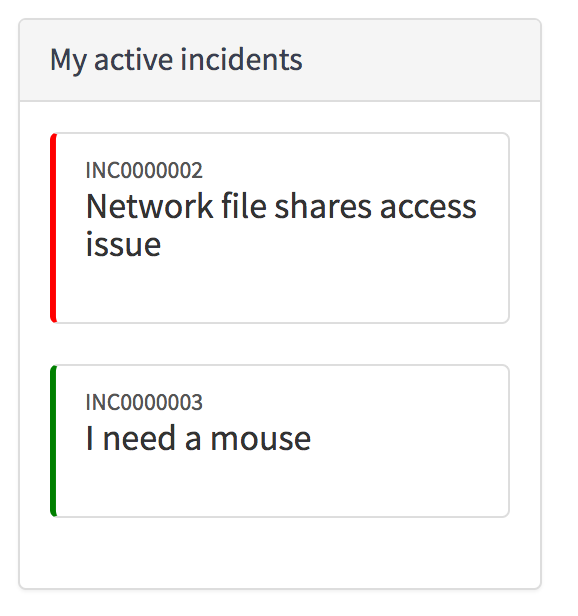 My active incidents
INC0000002
Network file shares access
issue
INC0000003
I need a mouse